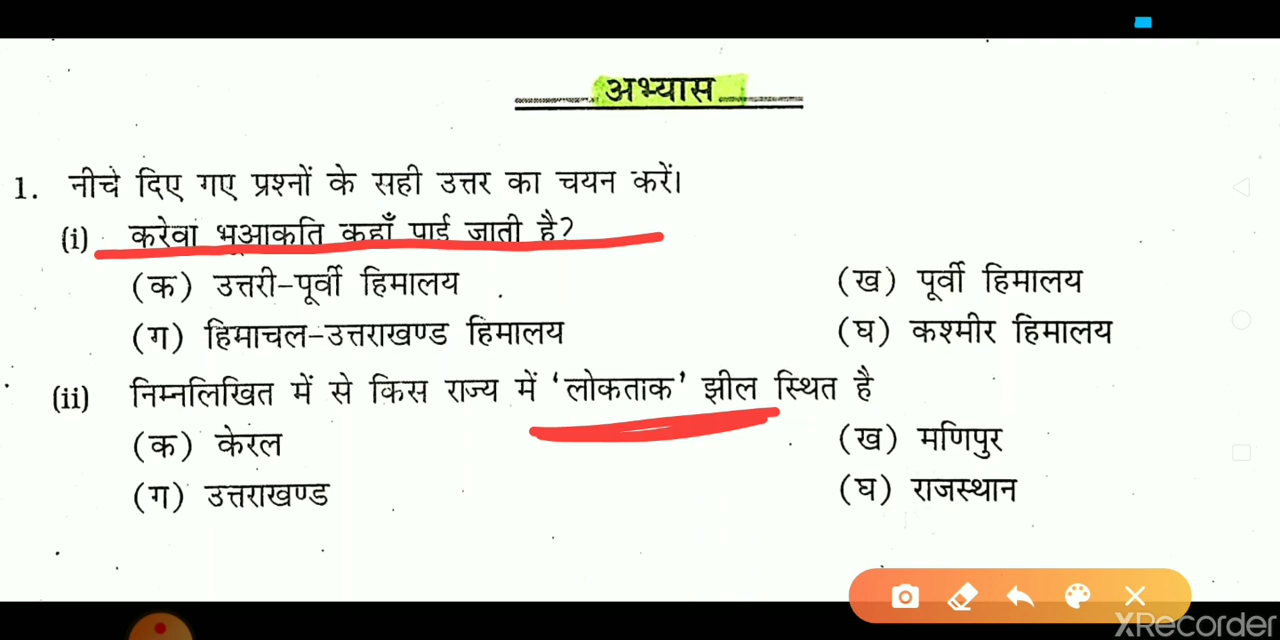 अभ्यास
1. नीचे दिए गए प्रश्नों के सही उत्तर का चयन करें।
(i) करेवा भूआकृति कहाँ पाई जाती है?
(क) उत्तरी-पूर्वी हिमालय (ख) पूर्वी हिमालय
(ग) हिमाचल-उत्तराखण्ड हिमालय (घ) कश्मीर हिमालय
(ii) निम्नलिखित में से किस राज्य में 'लोकताक' झील स्थित है
(क) केरल (ख) मणिपुर
(ग) उत्तराखण्ड (घ) राजस्थान
XRecorder